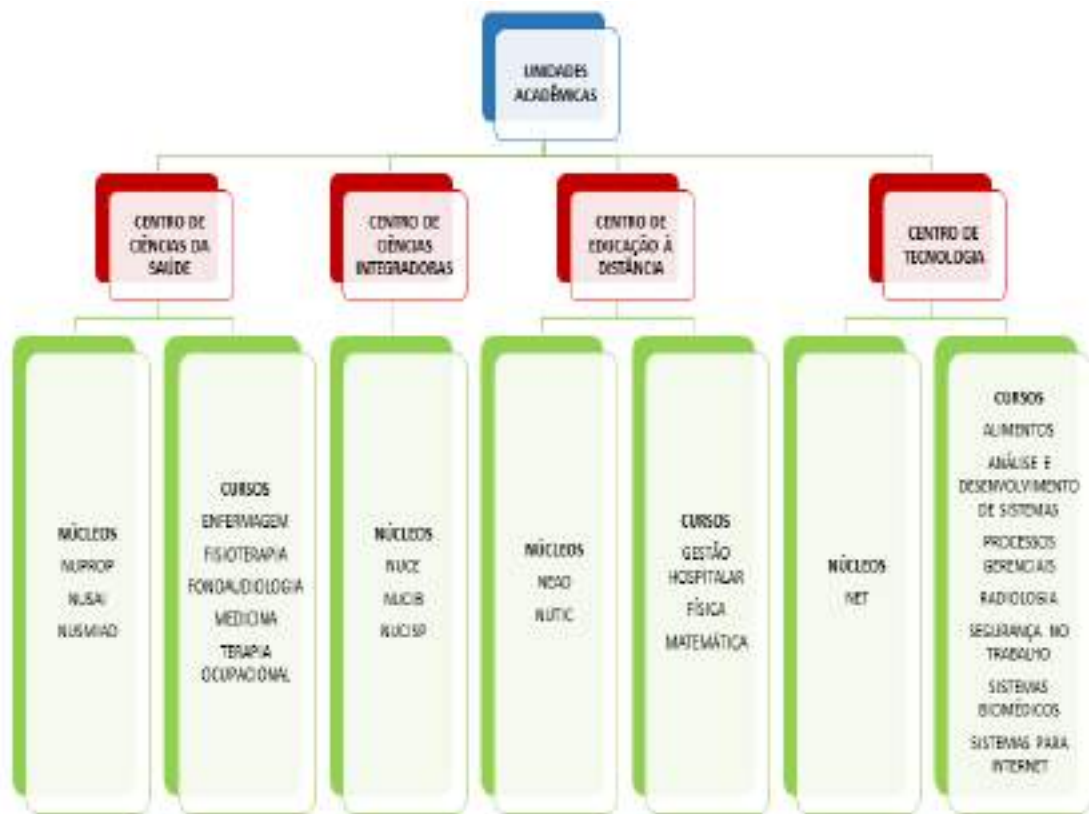 UNIDADES
ACADÊMICAS
CENTRO DE
CIÊNCIAS DA
SAÚDE
CENTRO DE
CIÊNCIAS
INTEGRADORAS
CENTRO DE
EDUCAÇÃO À
DISTÂNCIA
CENTRO DE
TECNOLOGIA
NÚCLEOS
NUPROP
NUSAI
NUSMIAD
CURSOS
ENFERMAGEM
FISIOTERAPIA
FONOAUDIOLOGIA
MEDICINA
TERAPIA
OCUPACIONAL
NÚCLEOS
NUCE
NUCIB
NUCISP
NÚCLEOS
NEAD
NUTIC
CURSOS
GESTÃO
HOSPITALAR
FÍSICA
MATEMÁTICA
NÚCLEOS
NET
CURSOS
ALIMENTOS
ANÁLISE E
DESENVOLVIMENTO
DE SISTEMAS
PROCESSOS
GERENCIAIS
RADIOLOGIA
SEGURANÇA NO
TRABALHO
SISTEMAS
BIOMÉDICOS
SISTEMAS PARA
INTERNET